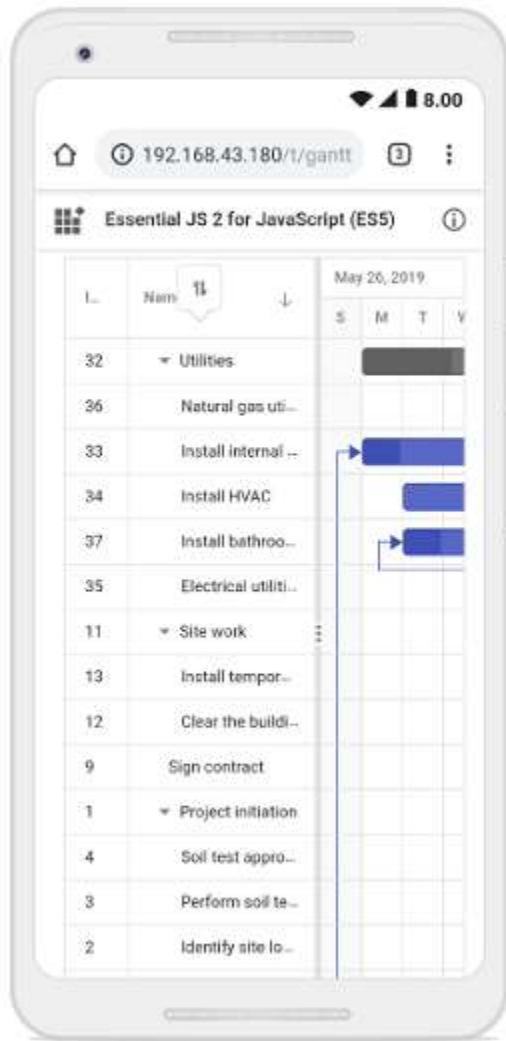 8.00
192.168.43.180/t/gantt 3
Essential JS 2 for JavaScript (ES5)
I... Nam May 26, 2019
S M T
32 Utilities
36 Natural gas uti...
33 Install internal ...
34 Install HVAC
37 Install bathroo...
35 Electrical utiliti...
11 Site work
13 Install tempor...
12 Clear the buildi...
9 Sign contract
1 Project initiation
4 Soil test appro...
3 Perform soil te...
2 Identify site lo...